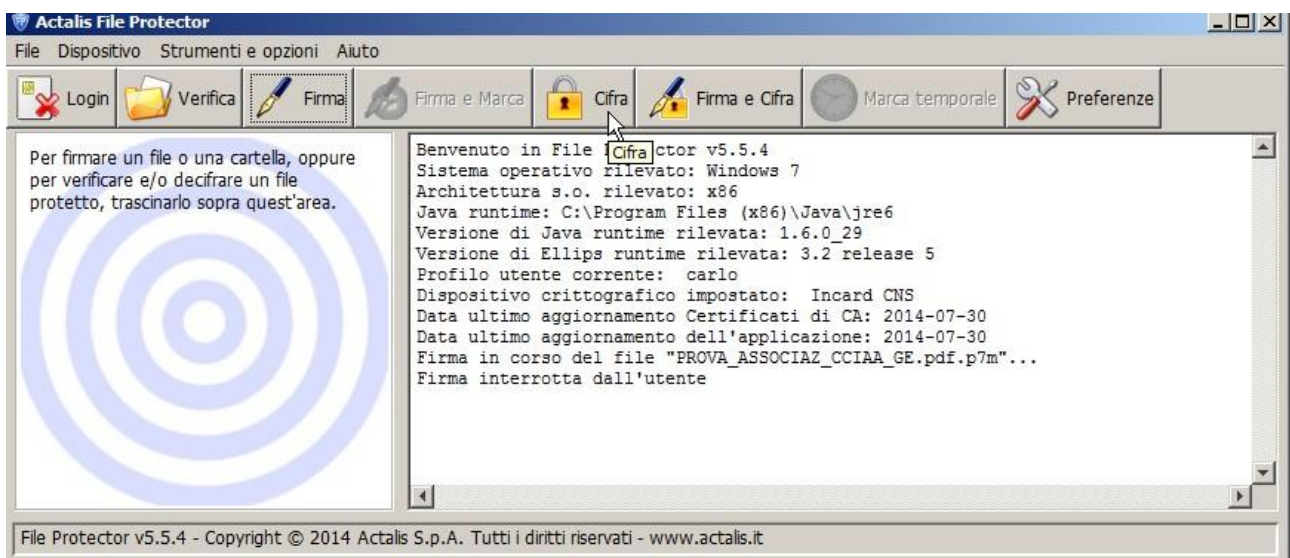 Actalis File Protector
File Dispositivo Strumenti e opzioni Aiuto
Login Verifica Firma Firma e Marca Cifra Firma e Cifra Marca temporale Preferenze
Per firmare un file o una cartella, oppure
per verificare e/o decifrare un file
protetto, trascinarlo sopra quest'area.
Cifra
Benvenuto in File ctor v5.5.4
Sistema operativo rilevato: Windows 7
Architettura s.o. rilevato: x86
Java runtime: C:\Program Files (x86)\Java\jre6
Versione di Java runtime rilevata: 1.6.0_29
Versione di Ellips runtime rilevata: 3.2 release 5
Profilo utente corrente: carlo
Dispositivo crittografico impostato: Incard CNS
Data ultimo aggiornamento Certificati di CA: 2014-07-30
Data ultimo aggiornamento dell'applicazione: 2014-07-30
Firma in corso del file "PROVA_ASSOCIAZ_CCIAA_GE.pdf.p7m"...
Firma interrotta dall'utente
File Protector v5.5.4 - Copyright © 2014 Actalis S.p.A. Tutti i diritti riservati - www.actalis.it